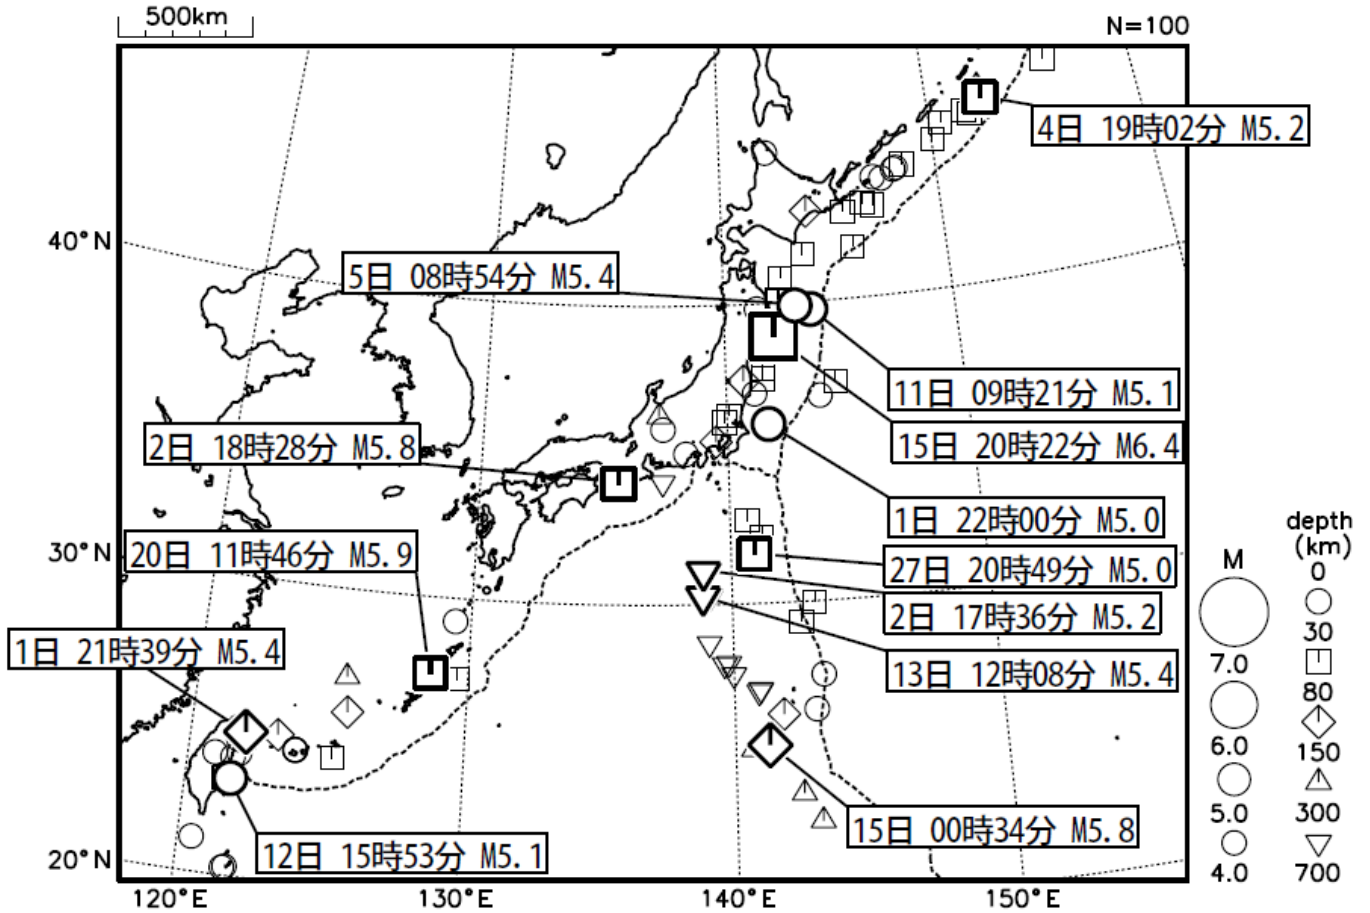 500km
N=100
4日 19時02分 M5.2
40°N
5日 08時54分 M5.4
11日 09時21分 M5.1
2日 18時28分 M5.8
15日 20時22分 M6.4
1日 22時00分 M5.0
20日 11時46分 M5.9
30°N
27日 20時49分 M5.0
2日 17時36分 M5.2
1日 21時39分 M5.4
13日 12時08分 M5.4
15日 00時34分 M5.8
12日 15時53分 M5.1
20°N
120°E
130°E
140°E
150°E
M
7.0
6.0
5.0
4.0
depth
(km)
0
30
80
150
300
700